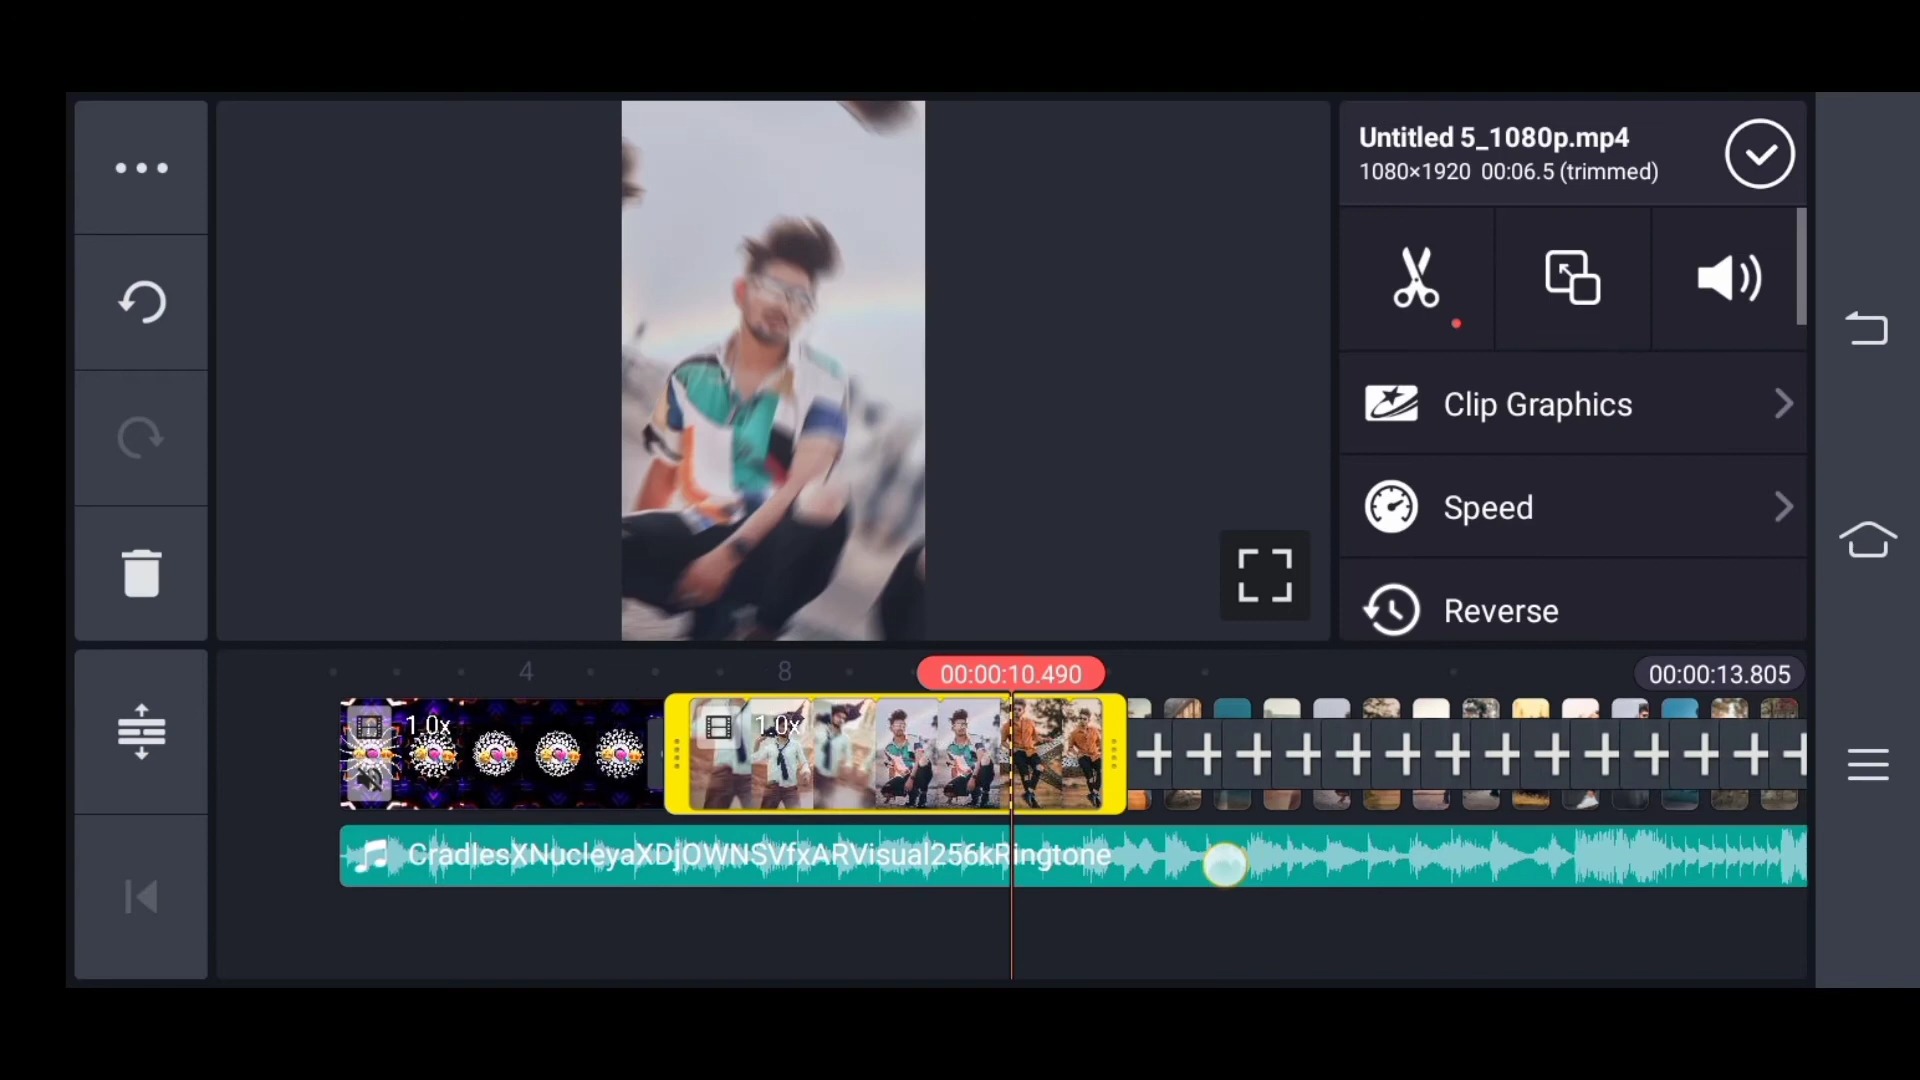 Untitled 5_1080p.mp4
1080×1920 00:06.5 (trimmed)
Clip Graphics
Speed
Reverse
4
8
00:00:10.490
00:00:13.805
1.0x
1.0x
CradlesXNucleyaXDjOWNSVfxARVisual256kRingtone